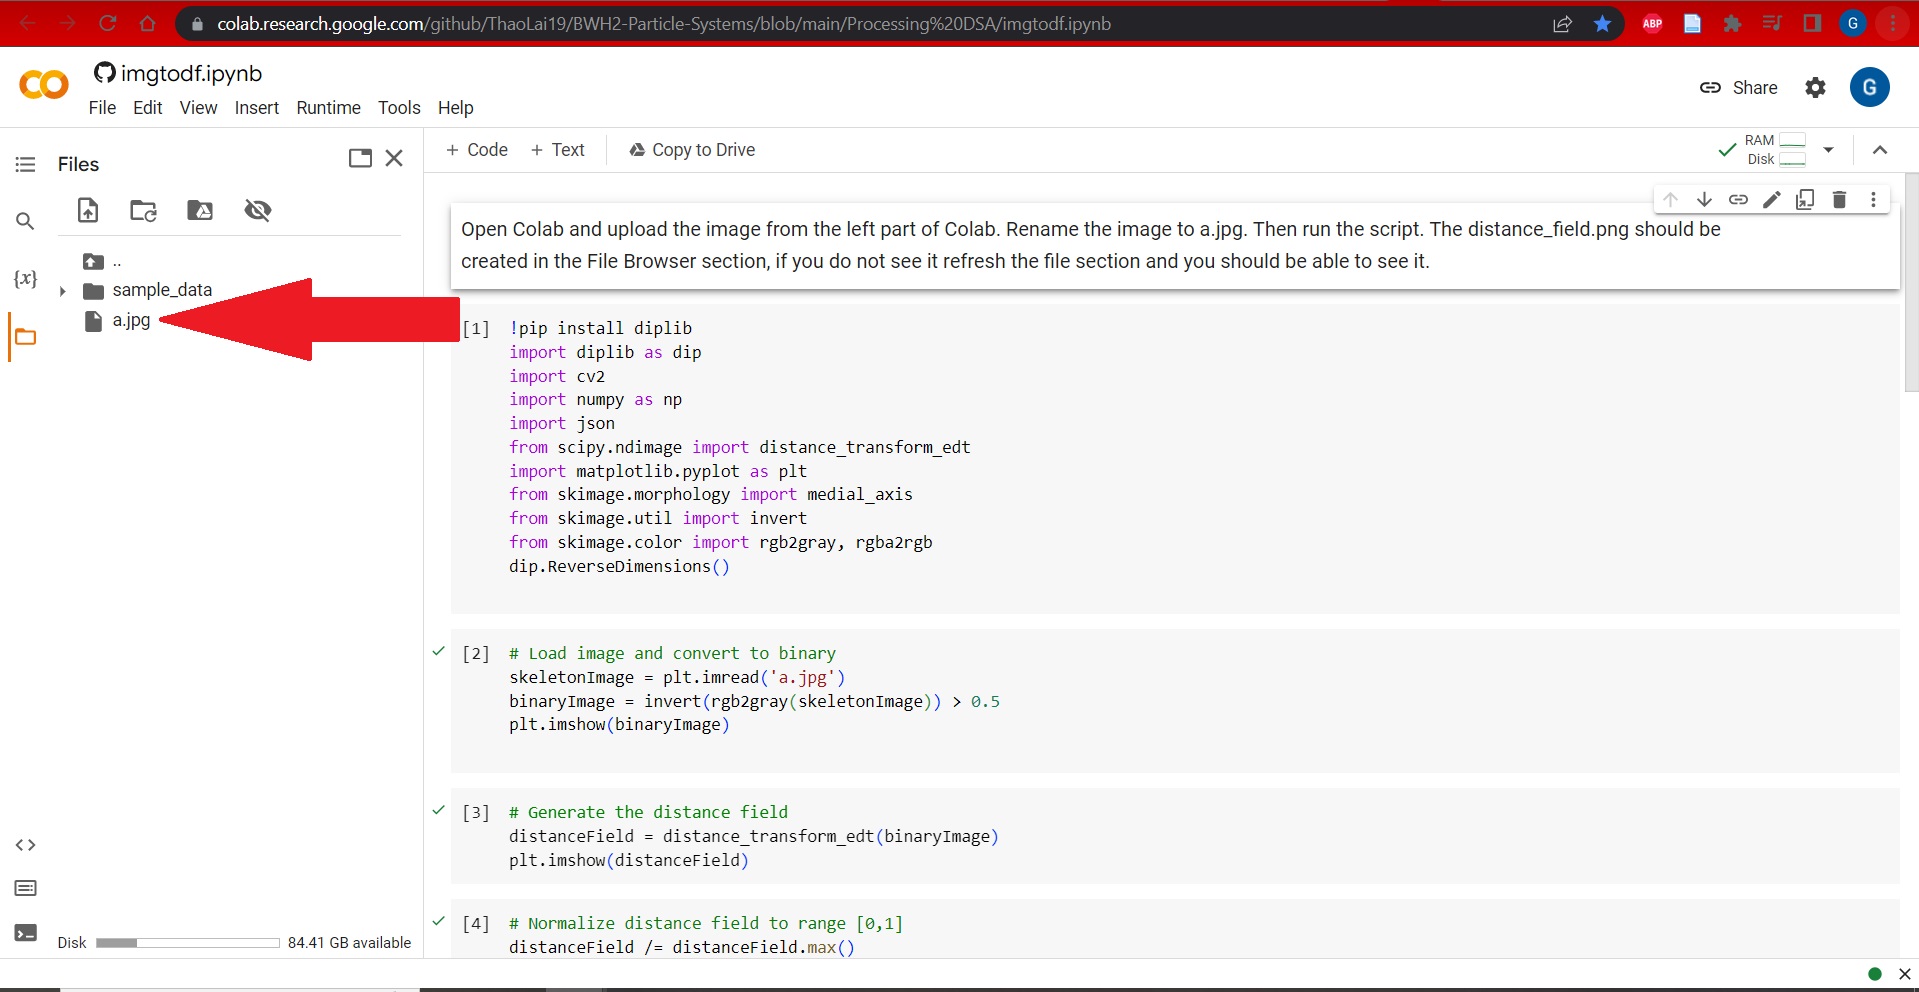 colab.research.google.com/github/ThaoLai19/BWH2-Particle-Systems/blob/main/Processing%20DSA/imgtodf.ipynb
ABP
G
imgtodf.ipynb
File Edit View Insert Runtime Tools Help
Share
G
Files
+ Code + Text
Copy to Drive
RAM
Disk
..
sample_data
a.jpg
{x}
Open Colab and upload the image from the left part of Colab. Rename the image to a.jpg. Then run the script. The distance_field.png should be
created in the File Browser section, if you do not see it refresh the file section and you should be able to see it.
[1] !pip install diplib
import diplib as dip
import cv2
import numpy as np
import json
from scipy.ndimage import distance_transform_edt
import matplotlib.pyplot as plt
from skimage.morphology import medial_axis
from skimage.util import invert
from skimage.color import rgb2gray, rgba2rgb
dip.ReverseDimensions()
[2] # Load image and convert to binary
skeletonImage = plt.imread('a.jpg')
binaryImage = invert(rgb2gray(skeletonImage)) > 0.5
plt.imshow(binaryImage)
[3] # Generate the distance field
distanceField = distance_transform_edt(binaryImage)
plt.imshow(distanceField)
[4] # Normalize distance field to range [0,1]
distanceField /= distanceField.max()
Disk
84.41 GB available